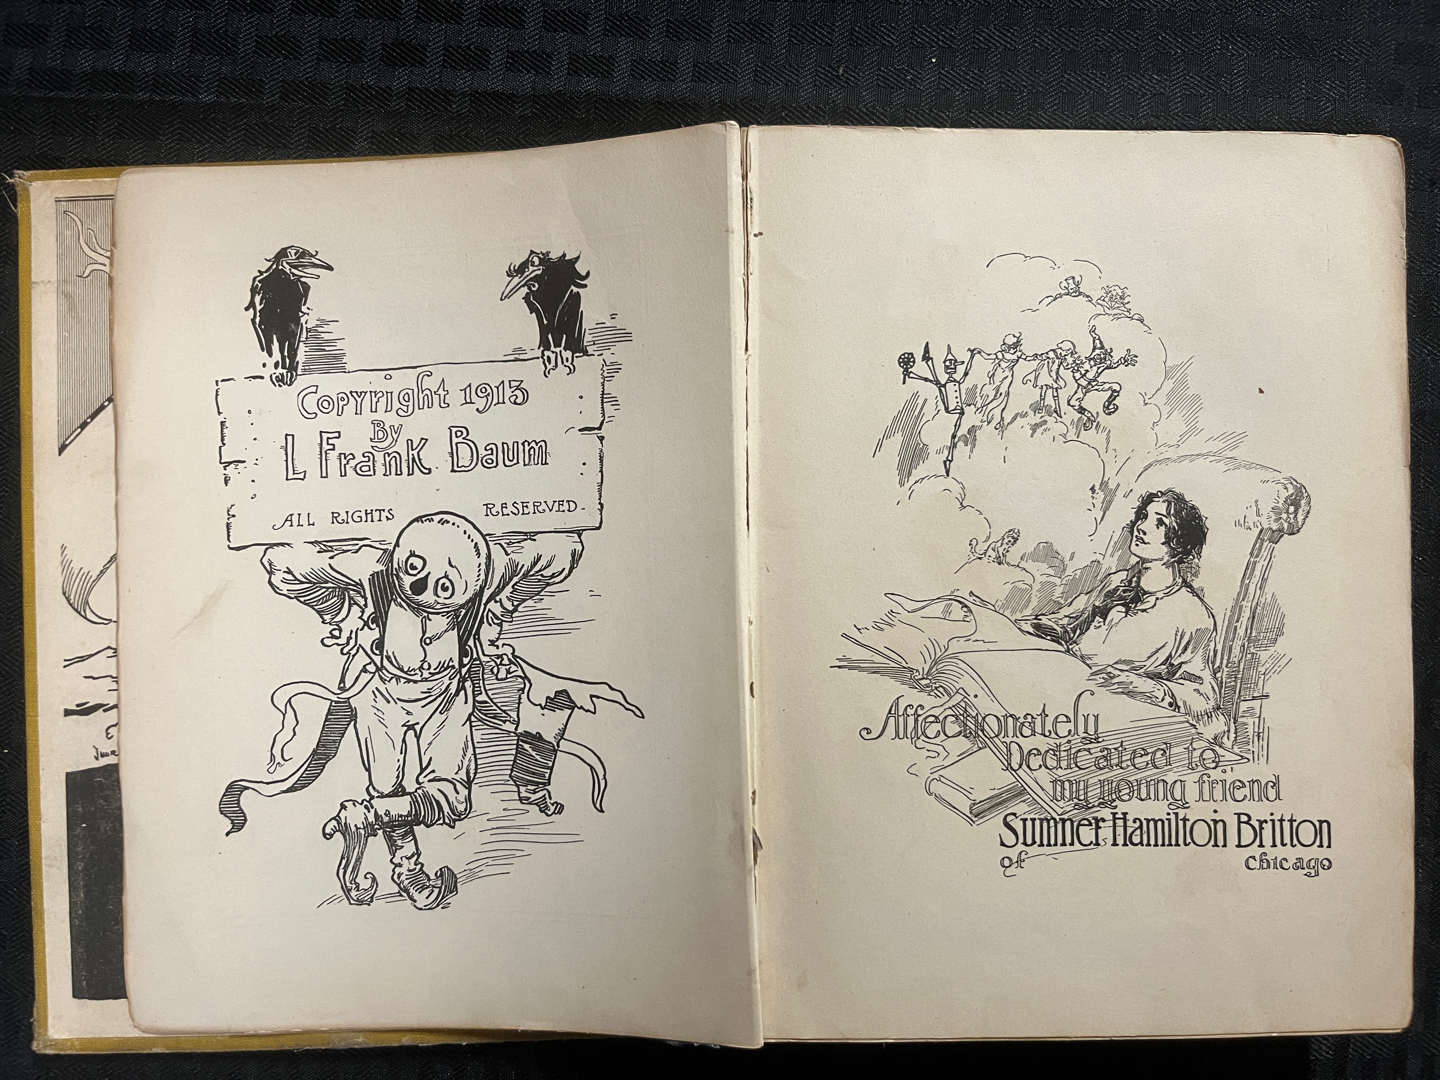 Copyright 1913
By
L Frank Baum
ALL RIGHTS RESERVED.
Affectionately
Dedicated to
my young friend
Sumner Hamilton Britton
of Chicago